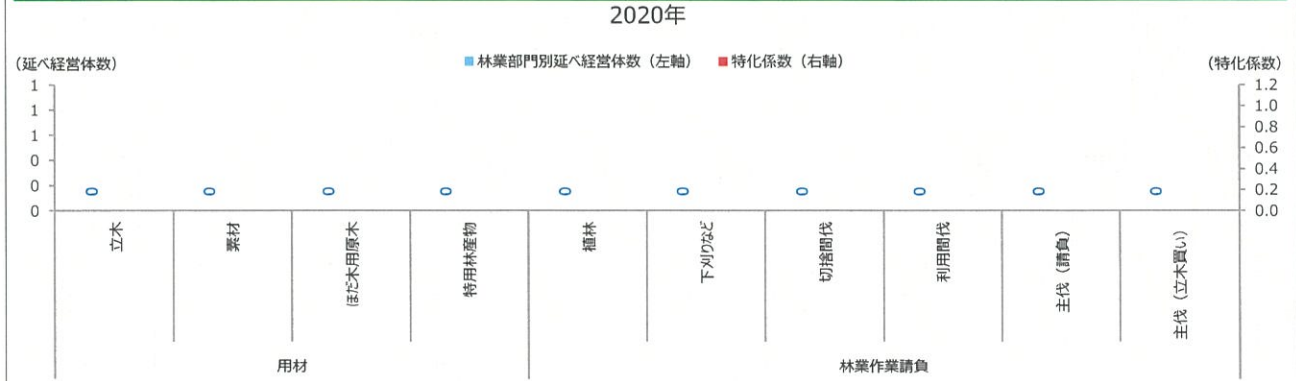 2020年
（延べ経営体数）
■林業部門別延べ経営体数（左軸） ■特化係数（右軸）
（特化係数）
1
1
1
0
0
0
1.2
1.0
0.8
0.6
0.4
0.2
0.0
0 0 0 0 0 0 0 0 0 0
立木
素材
ほだ木用原木
特用林産物
植林
下刈りなど
切捨間伐
利用間伐
主伐（請負）
主伐（立木買い）
用材
林業作業請負